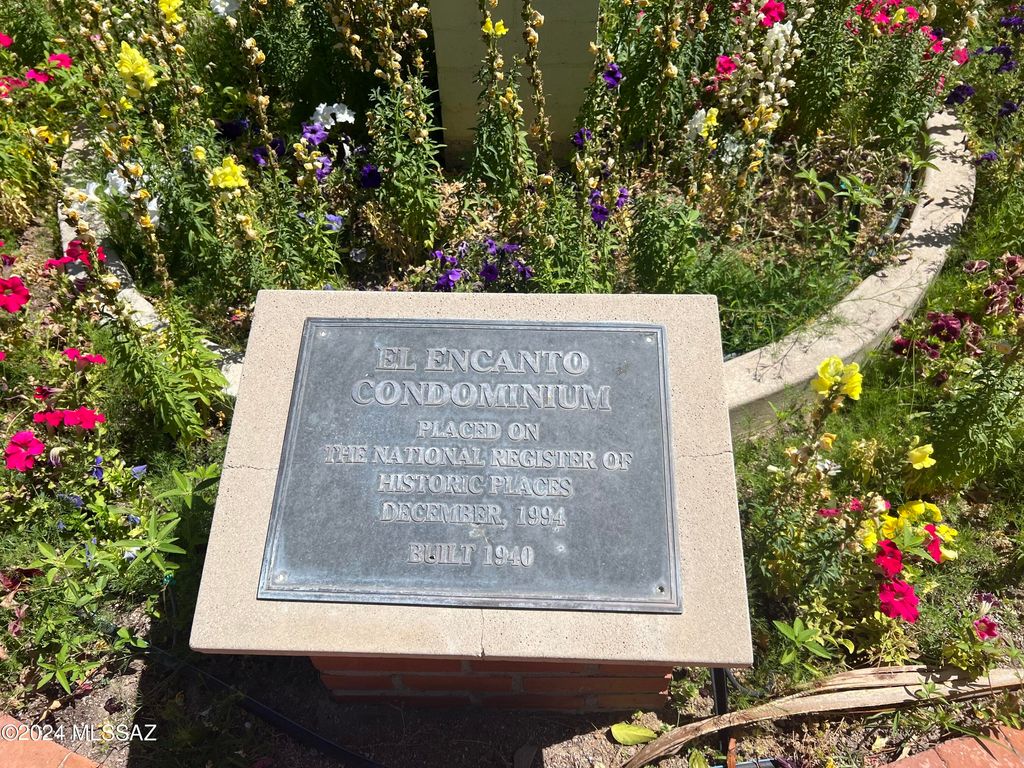 EL ENCANTO
CONDOMINIUM
PLACED ON
THE NATIONAL REGISTER OF
HISTORIC PLACES
DECEMBER, 1994
BUILT 1940
©2024 MLSSAZ